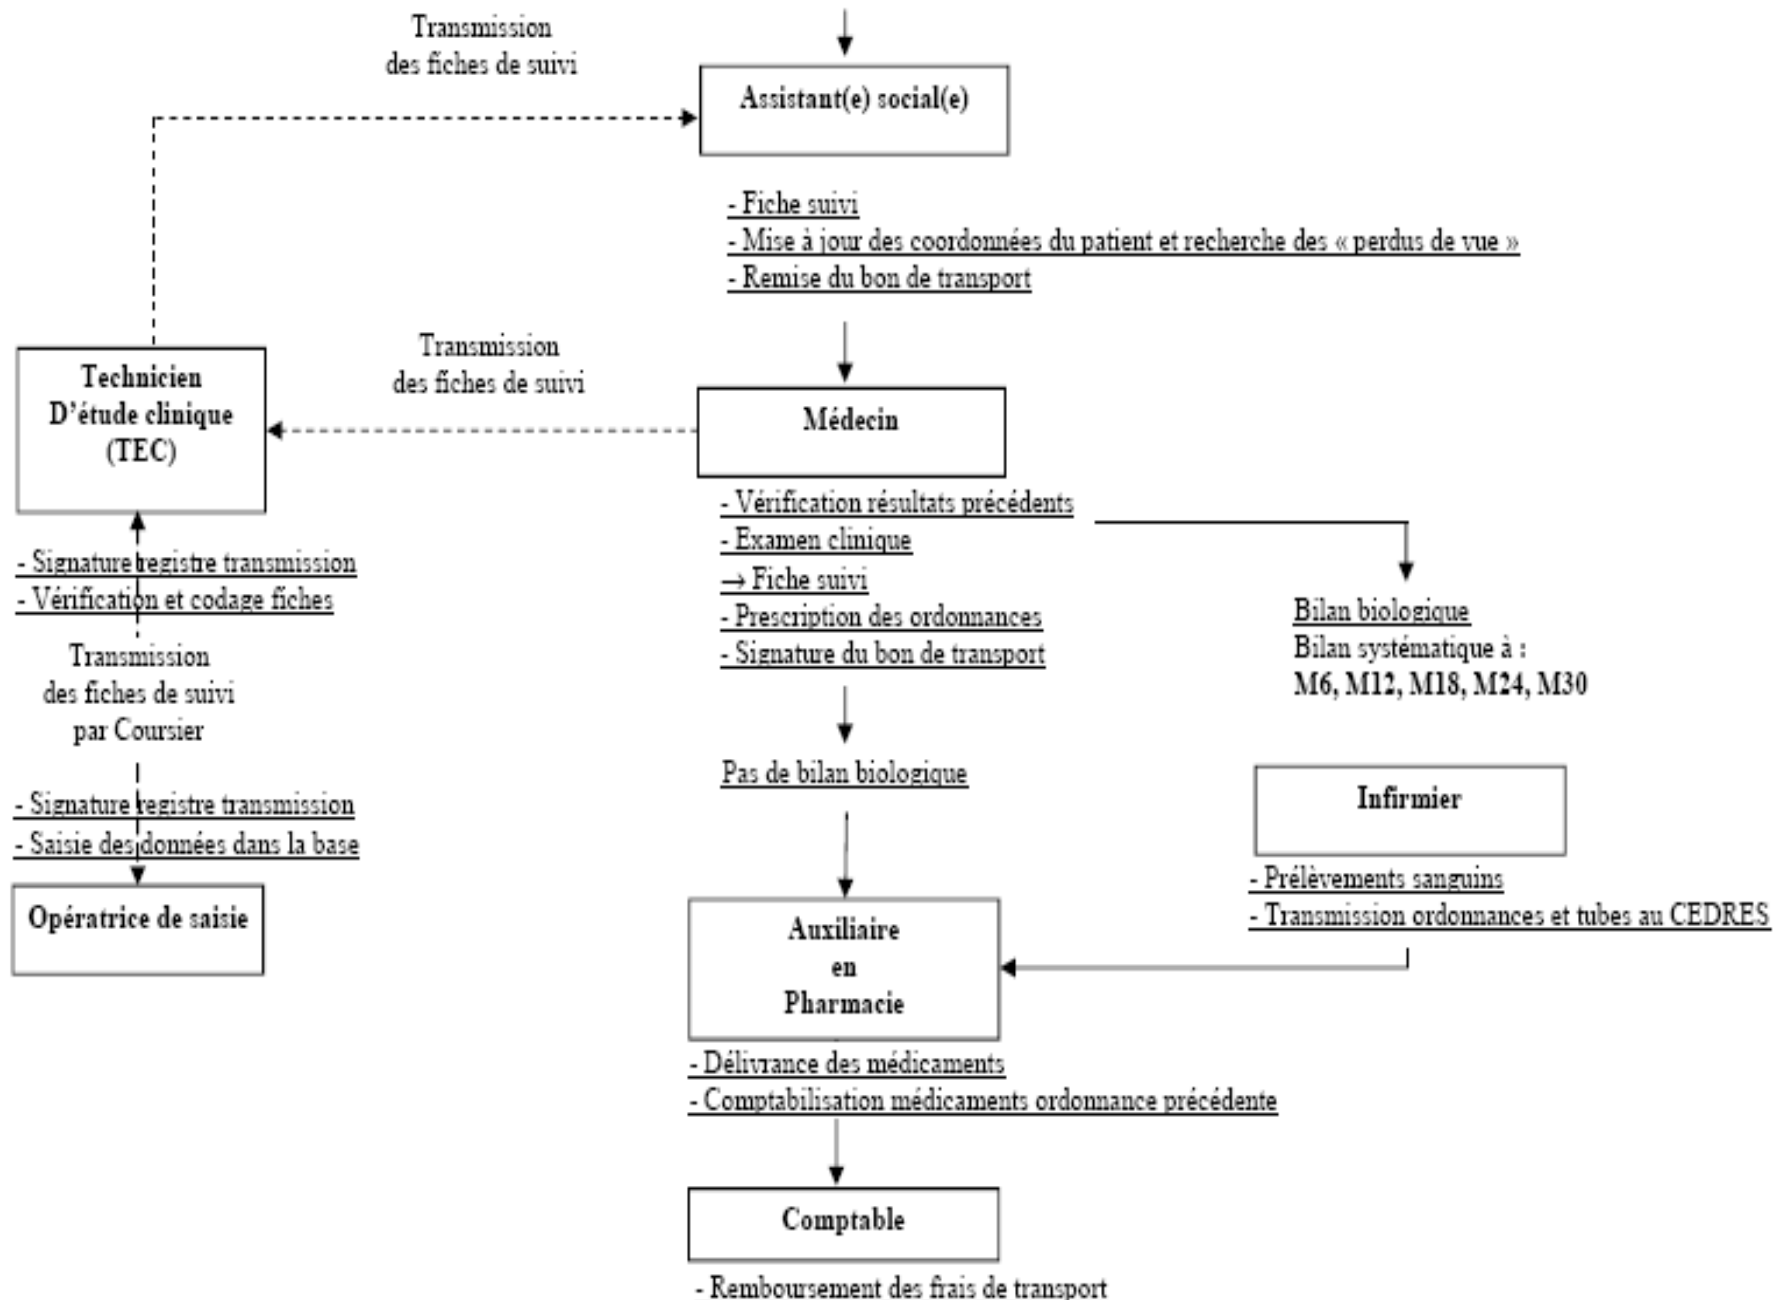 Transmission
des fiches de suivi
Assistant(e) social(e)
- Fiche suivi
- Mise à jour des coordonnées du patient et recherche des « perdus de vue »
- Remise du bon de transport
Technicien
D’étude clinique
(TEC)
Transmission
des fiches de suivi
Médecin
- Vérification résultats précédents
- Examen clinique
→ Fiche suivi
- Prescription des ordonnances
- Signature du bon de transport
- Signature registre transmission
- Vérification et codage fiches
Transmission
des fiches de suivi
par Coursier
- Signature registre transmission
- Saisie des données dans la base
Opératrice de saisie
Bilan biologique
Bilan systématique à :
M6, M12, M18, M24, M30
Pas de bilan biologique
Infirmier
- Prélèvements sanguins
- Transmission ordonnances et tubes au CEDRES
Auxiliaire
en
Pharmacie
- Délivrance des médicaments
- Comptabilisation médicaments ordonnance précédente
Comptable
- Remboursement des frais de transport